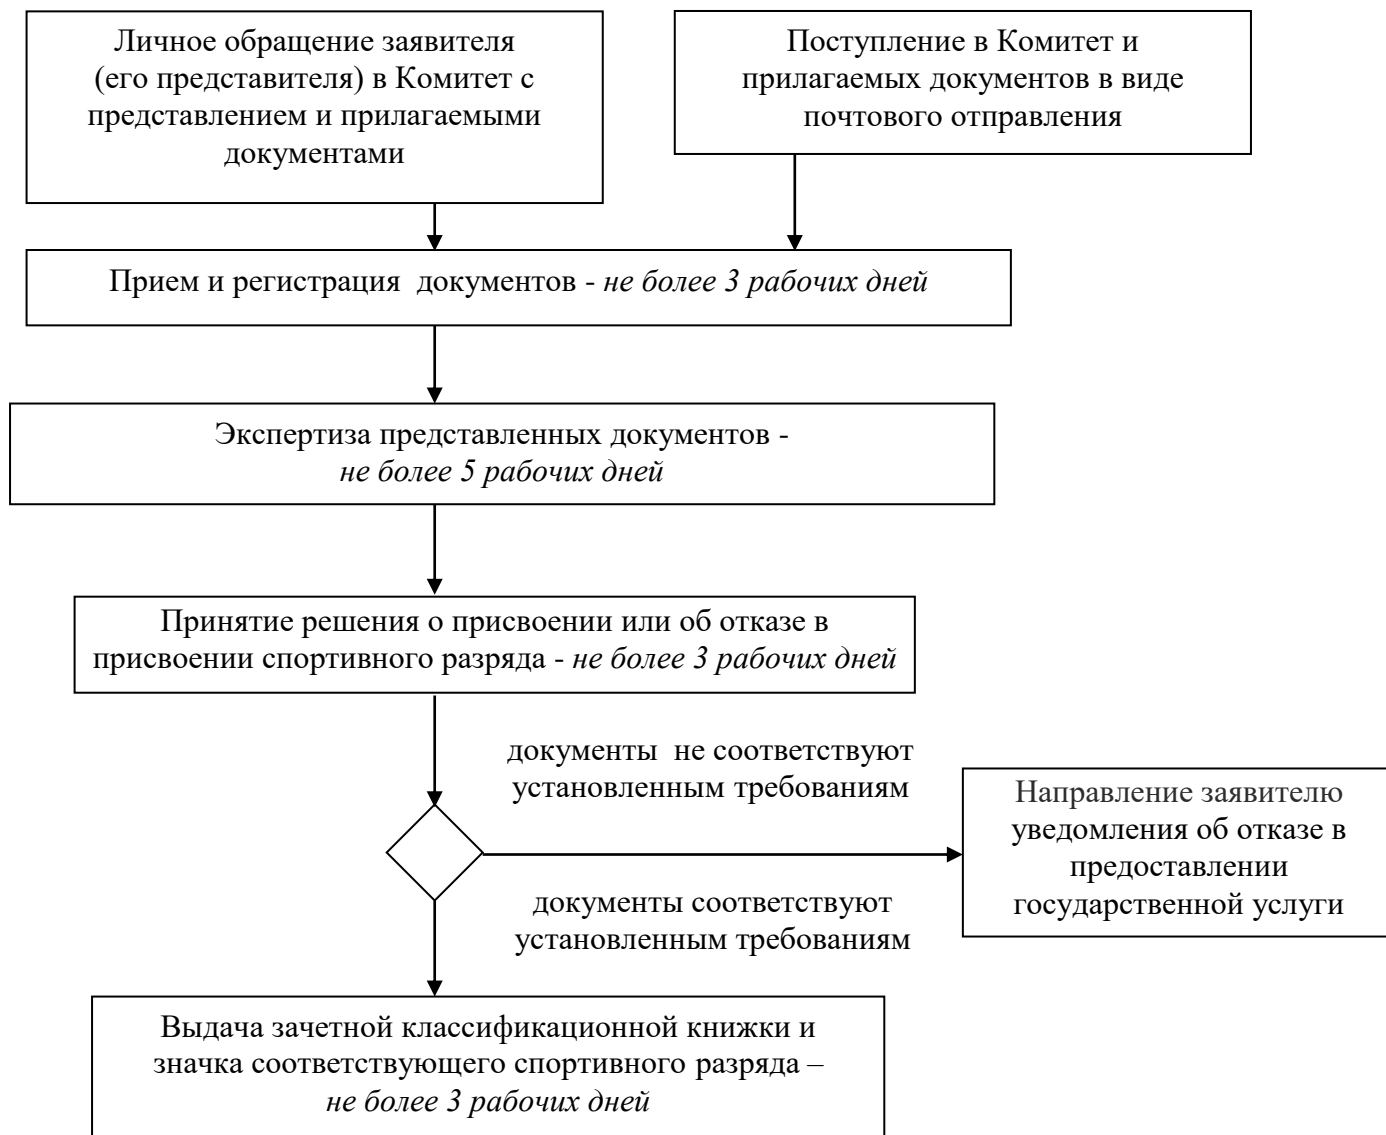 Личное обращение заявителя
(его представителя) в Комитет с
представлением и прилагаемыми
документами
Поступление в Комитет и
прилагаемых документов в виде
почтового отправления
Прием и регистрация  документов - не более 3 рабочих дней
Экспертиза представленных документов -
не более 5 рабочих дней
Принятие решения о присвоении или об отказе в
присвоении спортивного разряда - не более 3 рабочих дней
документы  не соответствуют
установленным требованиям
Направление заявителю
уведомления об отказе в
предоставлении
государственной услуги
документы соответствуют
установленным требованиям
Выдача зачетной классификационной книжки и
значка соответствующего спортивного разряда –
не более 3 рабочих дней